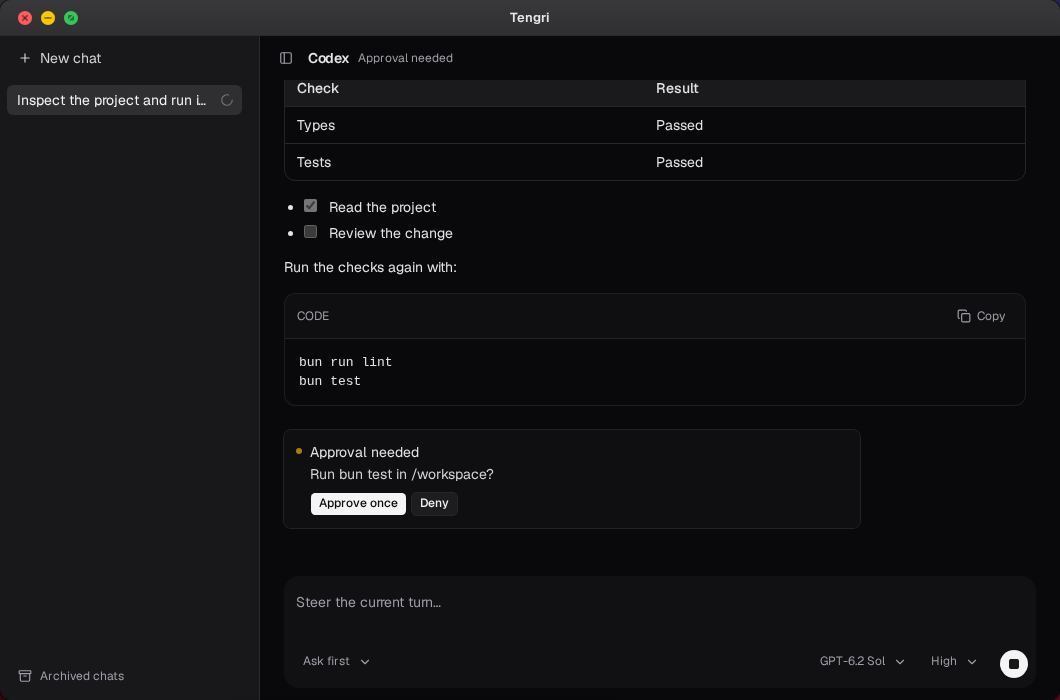 Tengri
New chat
Inspect the project and run i...
Archived chats
Codex Approval needed
Check Result
Types Passed
Tests Passed
Read the project
Review the change
Run the checks again with:
CODE Copy
bun run lint
bun test
Approval needed
Run bun test in /workspace?
Approve once Deny
Steer the current turn...
Ask first GPT-6.2 Sol High